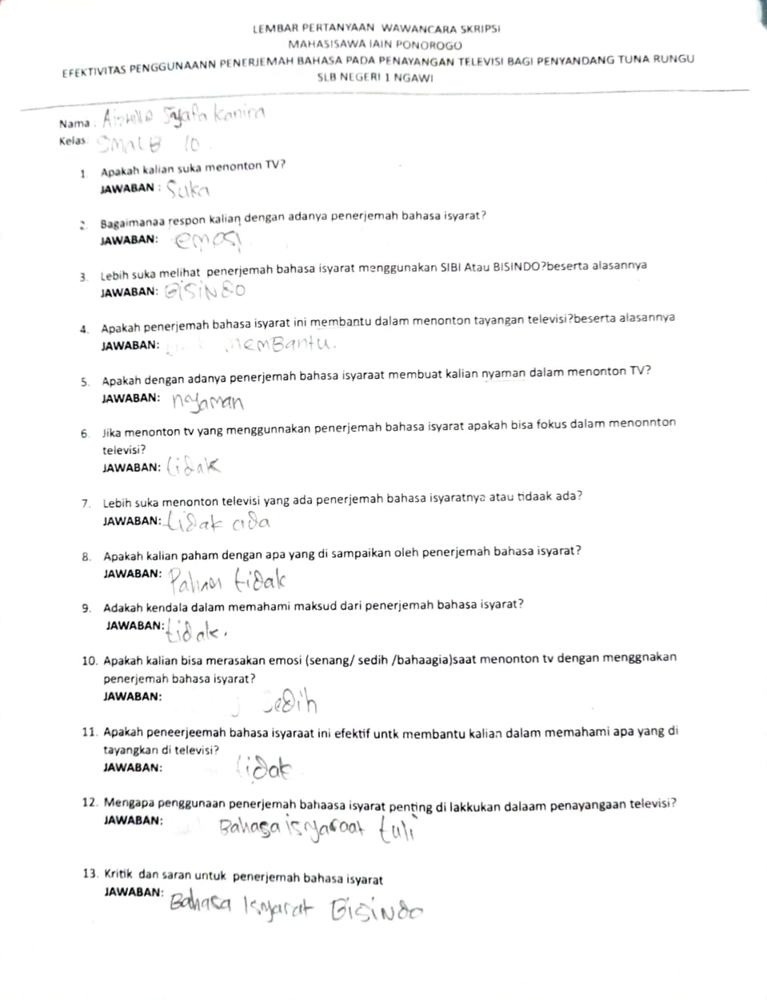 LEMBAR PERTANYAAN WAWANCARA SKRIPSI
MAHASISAWA IAIN PONOROGO
EFEKTIVITAS PENGGUNAANN PENERJEMAH BAHASA PADA PENAYANGAN TELEVISI BAGI PENYANDANG TUNA RUNGU
SLB NEGERI 1 NGAWI
Nama : Syafa Kanira
Kelas: SMALB 10
1. Apakah kalian suka menonton TV?
JAWABAN : Suka
2. Bagaimanaa respon kalian dengan adanya penerjemah bahasa isyarat?
JAWABAN: emosi
3. Lebih suka melihat penerjemah bahasa isyarat menggunakan SIBI Atau BISINDO?beserta alasannya
JAWABAN: BiSiNDO
4. Apakah penerjemah bahasa isyarat ini membantu dalam menonton tayangan televisi?beserta alasannya
JAWABAN: MemBantu.
5. Apakah dengan adanya penerjemah bahasa isyaraat membuat kalian nyaman dalam menonton TV?
JAWABAN: nyaman
6. Jika menonton tv yang menggunnakan penerjemah bahasa isyarat apakah bisa fokus dalam menonnton
televisi?
JAWABAN: tidak
7. Lebih suka menonton televisi yang ada penerjemah bahasa isyaratnya atau tidaak ada?
JAWABAN: tidak ada
8. Apakah kalian paham dengan apa yang di sampaikan oleh penerjemah bahasa isyarat?
JAWABAN: Paham tidak
9. Adakah kendala dalam memahami maksud dari penerjemah bahasa isyarat?
JAWABAN: tidak.
10. Apakah kalian bisa merasakan emosi (senang/ sedih /bahaagia)saat menonton tv dengan menggnakan
penerjemah bahasa isyarat?
JAWABAN: Sedih
11. Apakah peneerjeemah bahasa isyaraat ini efektif untk membantu kalian dalam memahami apa yang di
tayangkan di televisi?
JAWABAN: tidak
12. Mengapa penggunaan penerjemah bahaasa isyarat penting di lakkukan dalaam penayangaan televisi?
JAWABAN: Bahasa isyaraat tuli
13. Kritik dan saran untuk penerjemah bahasa isyarat
JAWABAN: Bahasa Isyarat BiSiNDo